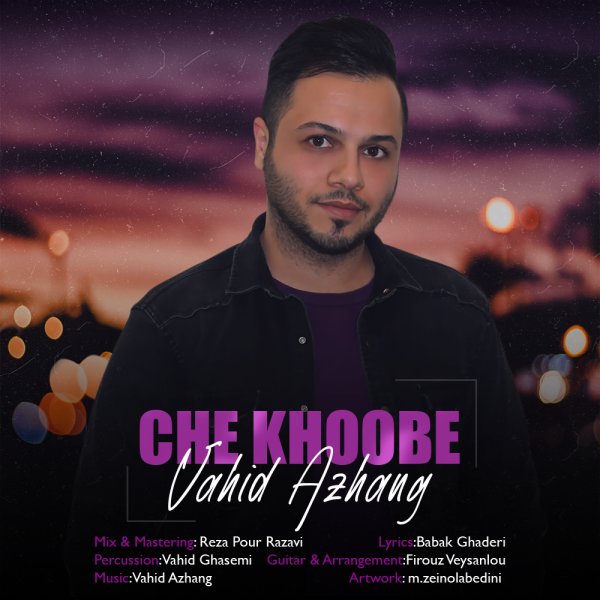 CHE KHOOBE
Vahid Azhang
Mix & Mastering: Reza Pour Razavi Lyrics:Babak Ghaderi
Percussion:Vahid Ghasemi Guitar & Arrangement:Firouz Veysanlou
Music:Vahid Azhang Artwork: m.zeinolabedini